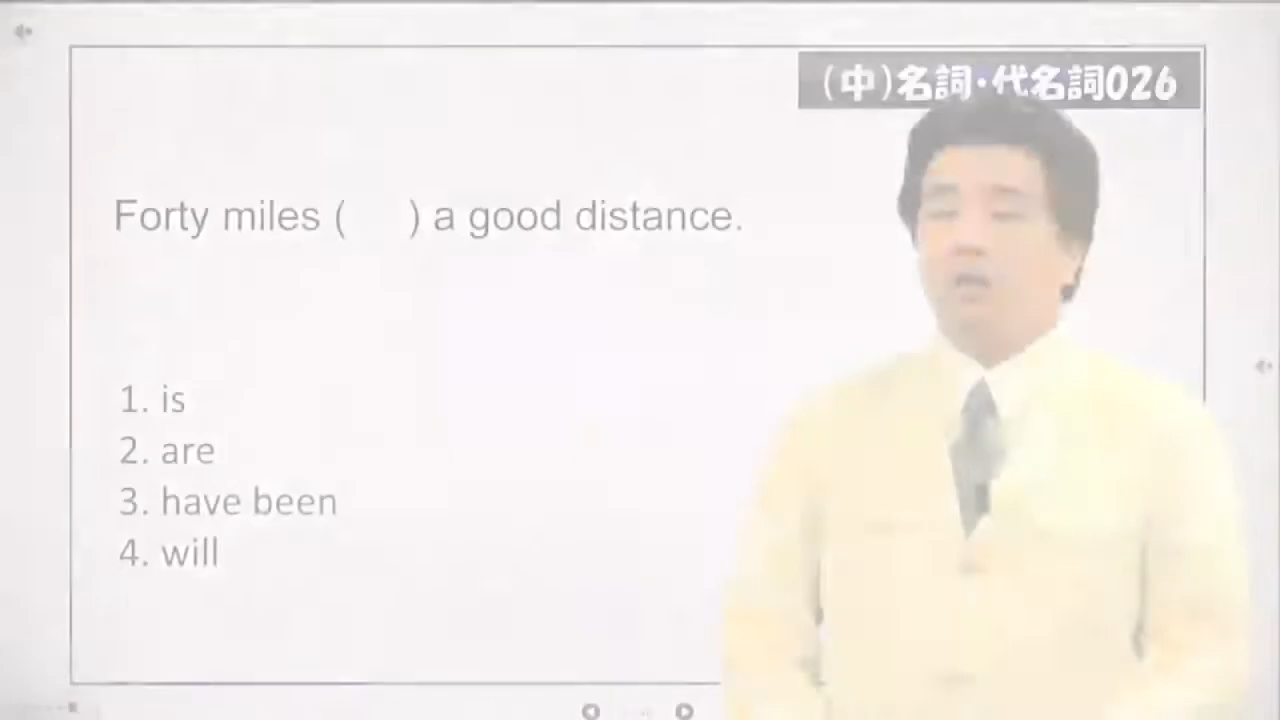 (中)名詞・代名詞026
Forty miles ( ) a good distance.
1. is
2. are
3. have been
4. will